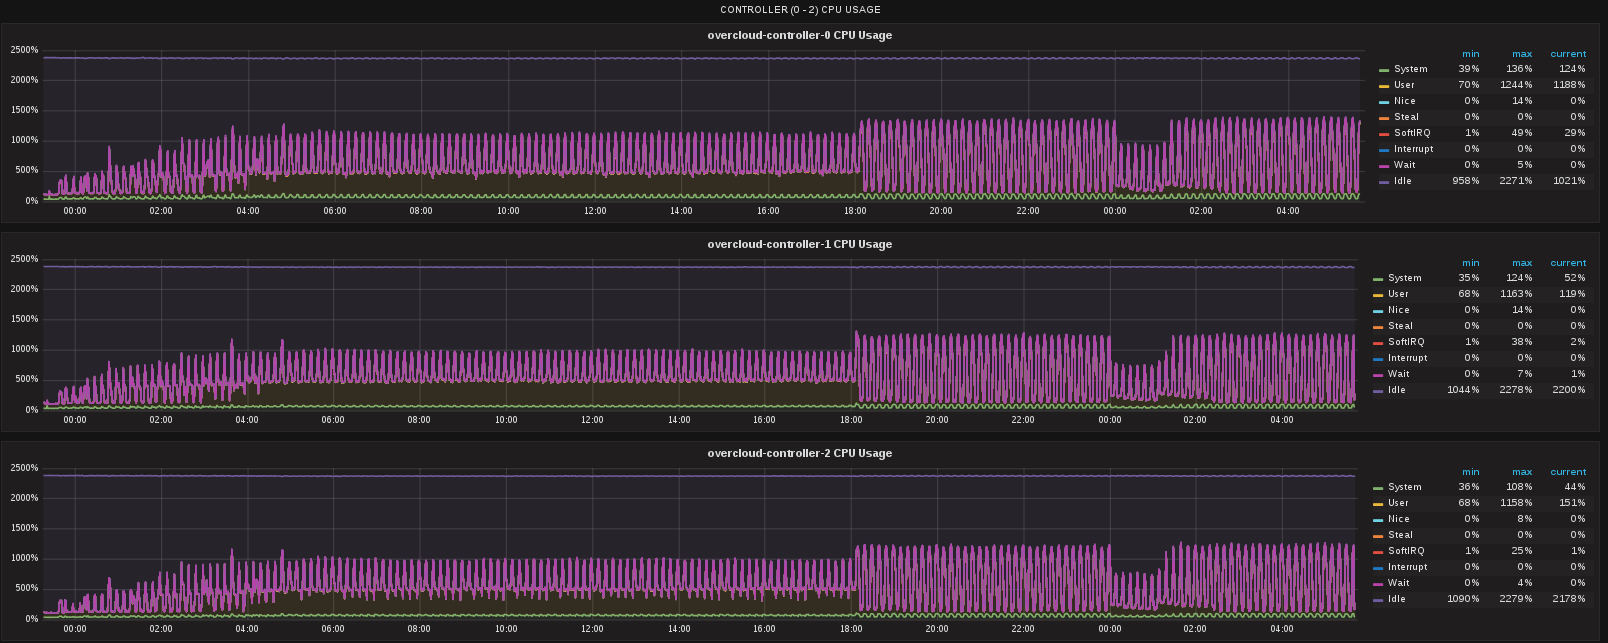 CONTROLLER (0 - 2) CPU USAGE
overcloud-controller-0 CPU Usage
2500%
2000%
1500%
1000%
500%
0%
00:00 02:00 04:00 06:00 08:00 10:00 12:00 14:00 16:00 18:00 20:00 22:00 00:00 02:00 04:00
min max current
System 39% 136% 124%
User 70% 1244% 1188%
Nice 0% 14% 0%
Steal 0% 0% 0%
SoftIRQ 1% 49% 29%
Interrupt 0% 0% 0%
Wait 0% 5% 0%
Idle 958% 2271% 1021%
overcloud-controller-1 CPU Usage
2500%
2000%
1500%
1000%
500%
0%
00:00 02:00 04:00 06:00 08:00 10:00 12:00 14:00 16:00 18:00 20:00 22:00 00:00 02:00 04:00
min max current
System 35% 124% 52%
User 68% 1163% 119%
Nice 0% 14% 0%
Steal 0% 0% 0%
SoftIRQ 1% 38% 2%
Interrupt 0% 0% 0%
Wait 0% 7% 1%
Idle 1044% 2278% 2200%
overcloud-controller-2 CPU Usage
2500%
2000%
1500%
1000%
500%
0%
00:00 02:00 04:00 06:00 08:00 10:00 12:00 14:00 16:00 18:00 20:00 22:00 00:00 02:00 04:00
min max current
System 36% 108% 44%
User 68% 1158% 151%
Nice 0% 8% 0%
Steal 0% 0% 0%
SoftIRQ 1% 25% 1%
Interrupt 0% 0% 0%
Wait 0% 4% 0%
Idle 1090% 2279% 2178%